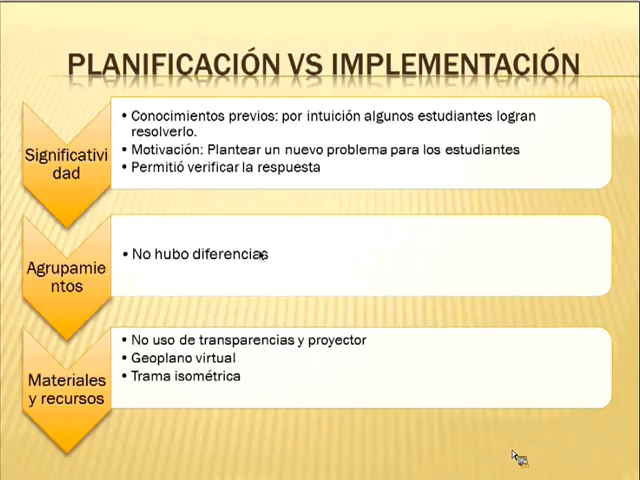 PLANIFICACIÓN VS IMPLEMENTACIÓN
Significativi
dad
• Conocimientos previos: por intuición algunos estudiantes logran
resolverlo.
• Motivación: Plantear un nuevo problema para los estudiantes
• Permitió verificar la respuesta
Agrupamie
ntos
• No hubo diferencias
Materiales
y recursos
• No uso de transparencias y proyector
• Geoplano virtual
• Trama isométrica